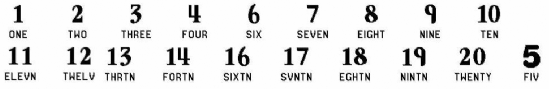 1 2 3 4 6 7 8 9 10
ONE TWO THREE FOUR SIX SEVEN EIGHT NINE TEN
11 12 13 14 16 17 18 19 20 5
ELEVN TWELV THRTN FORTN SIXTN SVNTN EGHTN NINTN TWENTY FIV